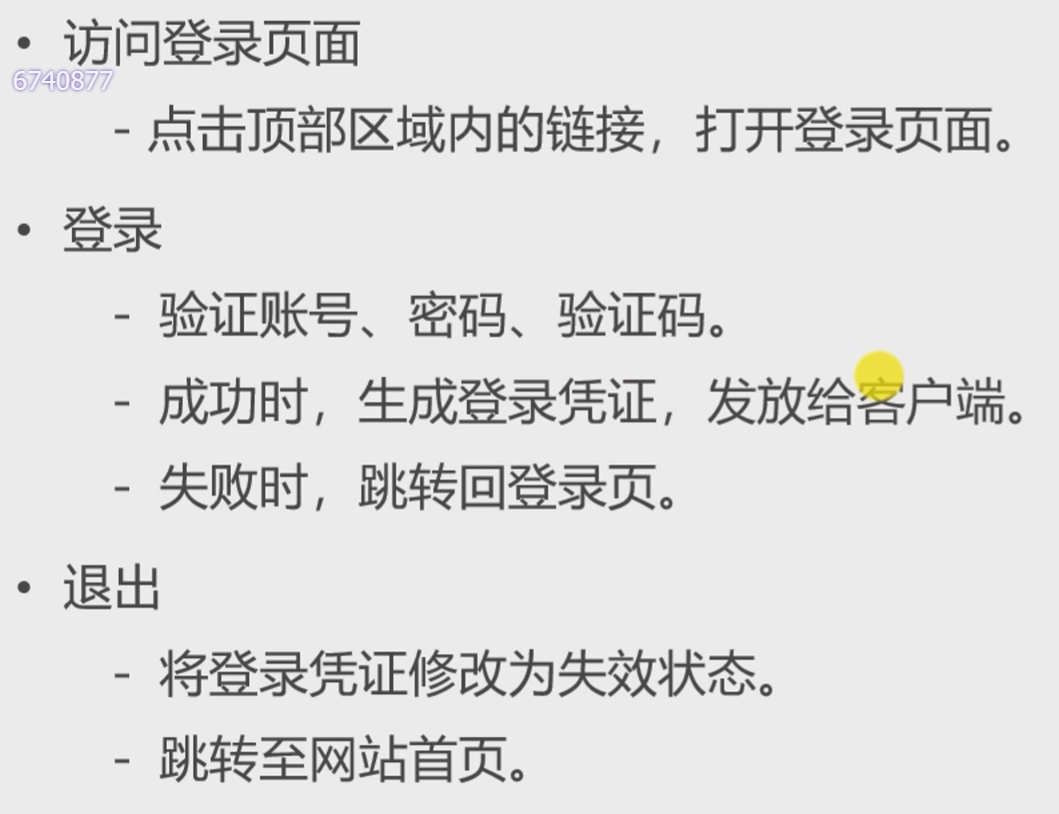 • 访问登录页面
6740877
- 点击顶部区域内的链接，打开登录页面。
• 登录
- 验证账号、密码、验证码。
- 成功时，生成登录凭证，发放给客户端。
- 失败时，跳转回登录页。
• 退出
- 将登录凭证修改为失效状态。
- 跳转至网站首页。